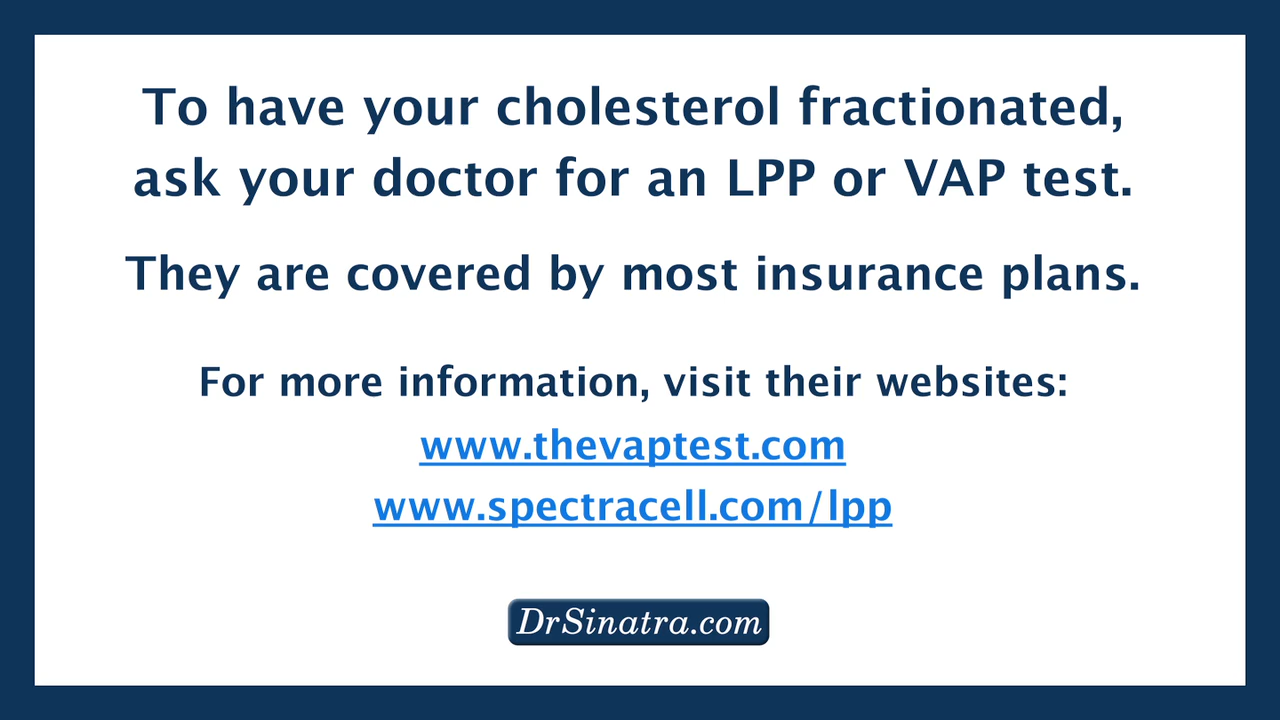 To have your cholesterol fractionated,
ask your doctor for an LPP or VAP test.
They are covered by most insurance plans.
For more information, visit their websites:
www.thevaptest.com
www.spectracell.com/lpp
DrSinatra.com